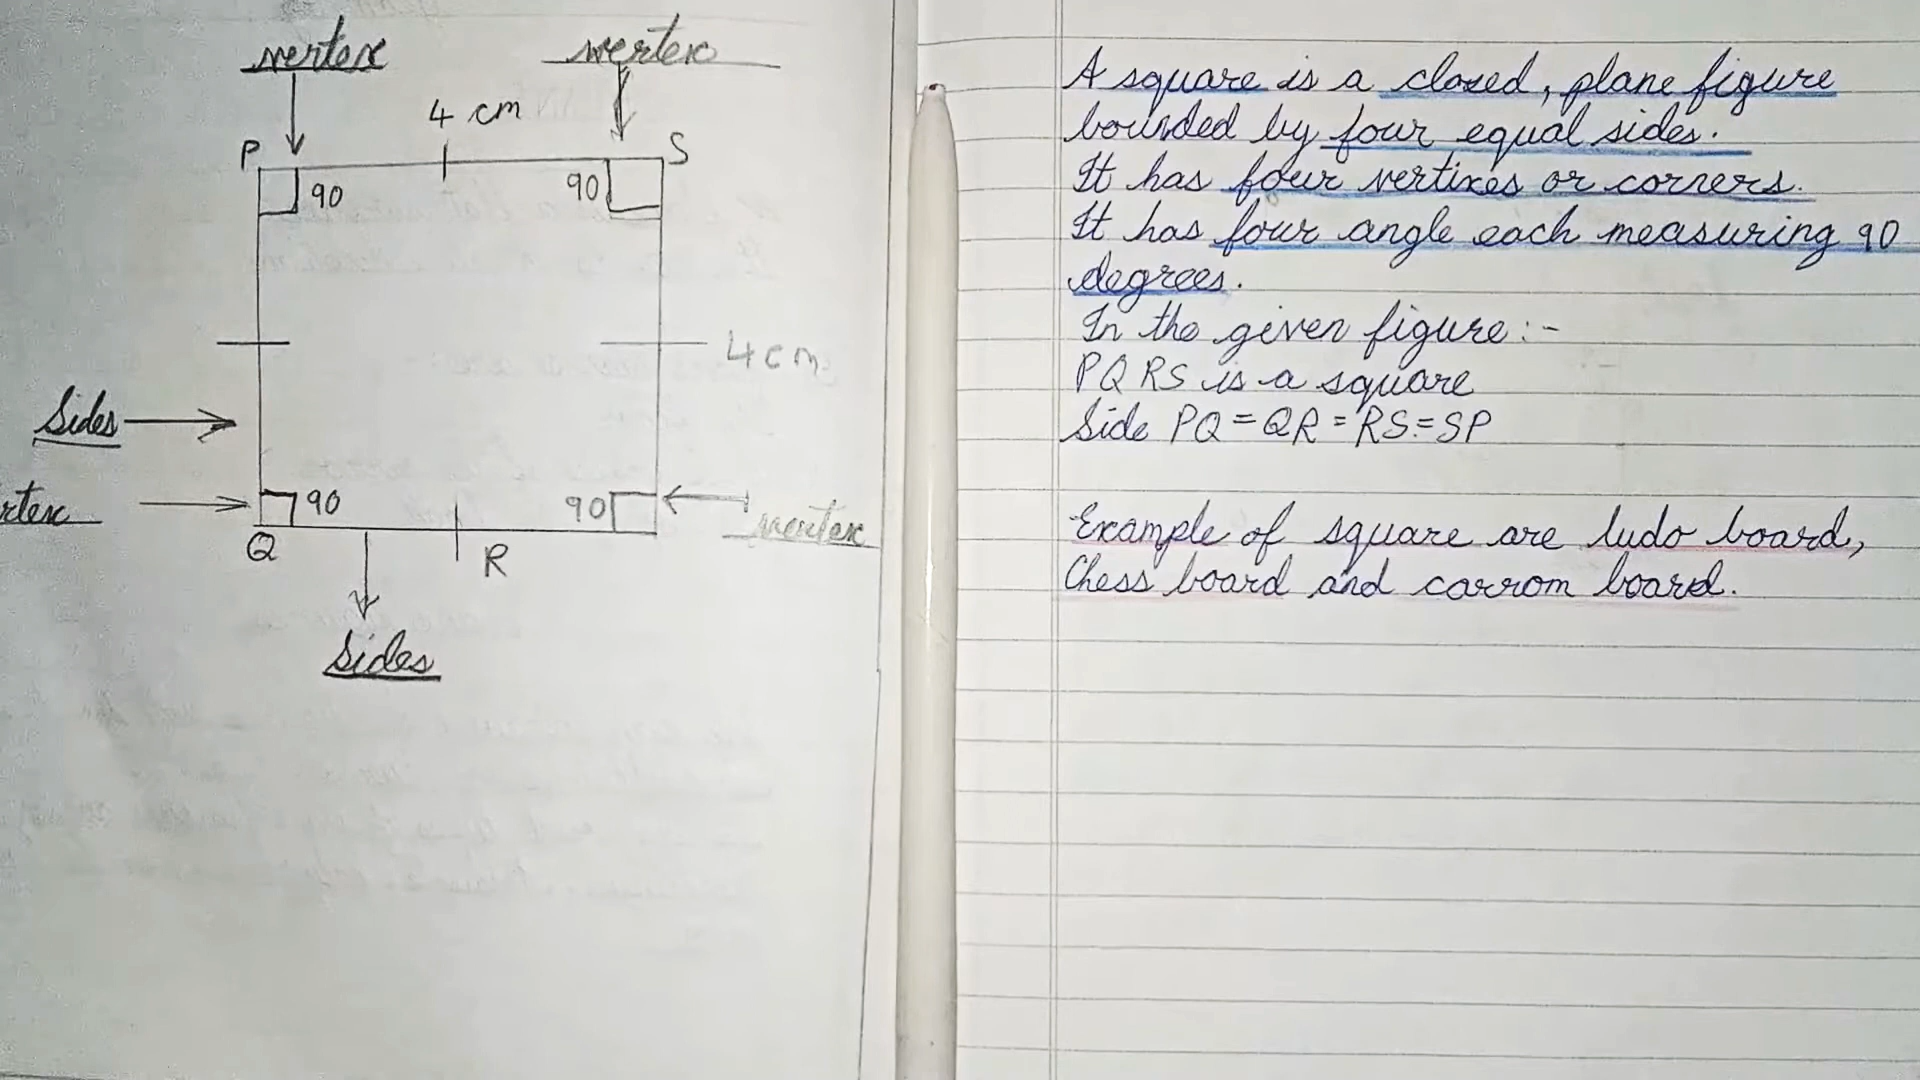 vertex
vertex
4 cm
P
S
90
90
4cm
Sides
rtex
90
90
vertex
Q
R
Sides
A square is a closed, plane figure
bounded by four equal sides.
It has four vertixes or corners.
It has four angle each measuring 90
degrees.
In the given figure :-
PQRS is a square
Side PQ = QR = RS = SP
Example of square are ludo board,
Chess board and carrom board.